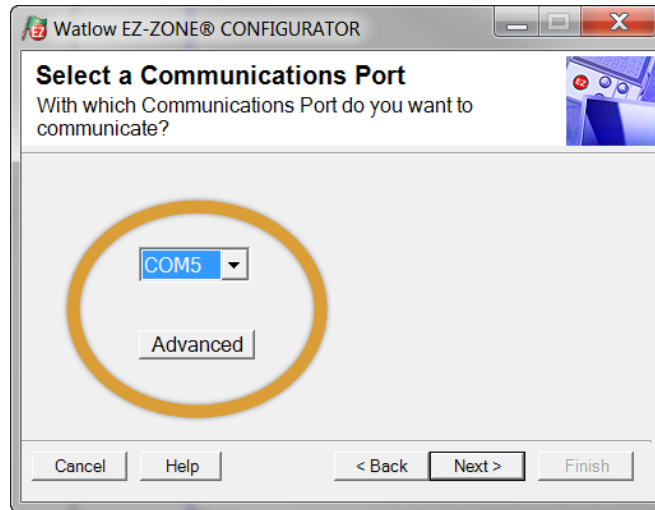 Watlow EZ-ZONE® CONFIGURATOR
Select a Communications Port
With which Communications Port do you want to
communicate?
EZ
COM5
Advanced
Cancel Help < Back Next > Finish